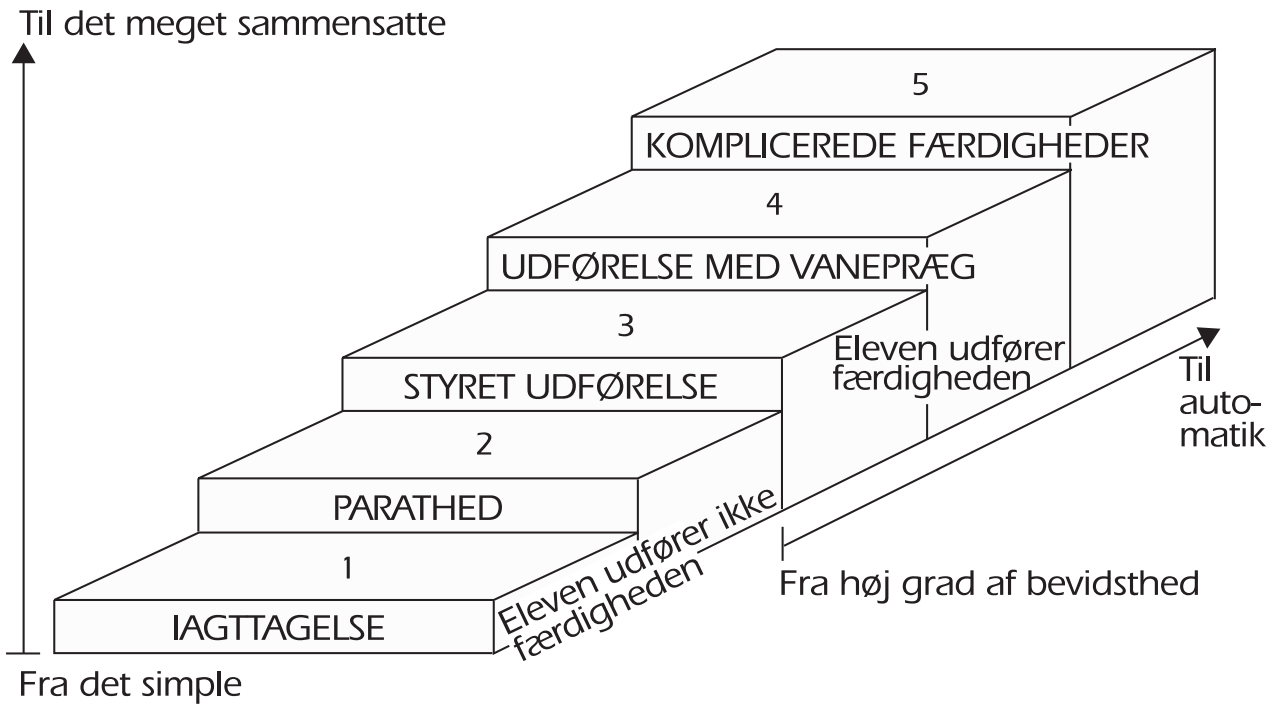 Til det meget sammensatte
5
KOMPLICEREDE FÆRDIGHEDER
4
UDFØRELSE MED VANEPRÆG
3
STYRET UDFØRELSE
2
PARATHED
1
IAGTTAGELSE
Eleven udfører ikke
færdigheden
Eleven udfører
færdigheden
Til
auto-
matik
Fra høj grad af bevidsthed
Fra det simple